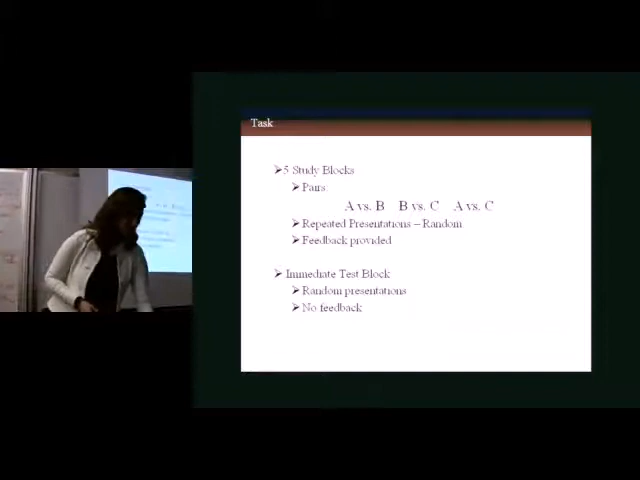 Task
5 Study Blocks
Pairs
A vs. B B vs. C A vs. C
Repeated Presentations – Random
Feedback provided
Immediate Test Block
Random presentations
No feedback